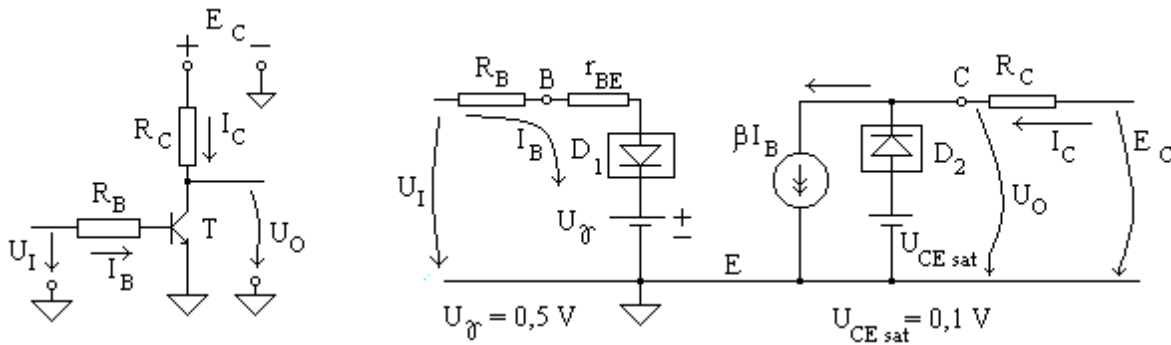 E C
+ −
R C
I C
R B
T
U I
I B
U O
R B B r BE
I B
D 1
U I
U ɤ + −
E
U ɤ = 0,5 V
C R C
βI B
D 2
I C
E C
U O
U CE sat
U CE sat = 0,1 V